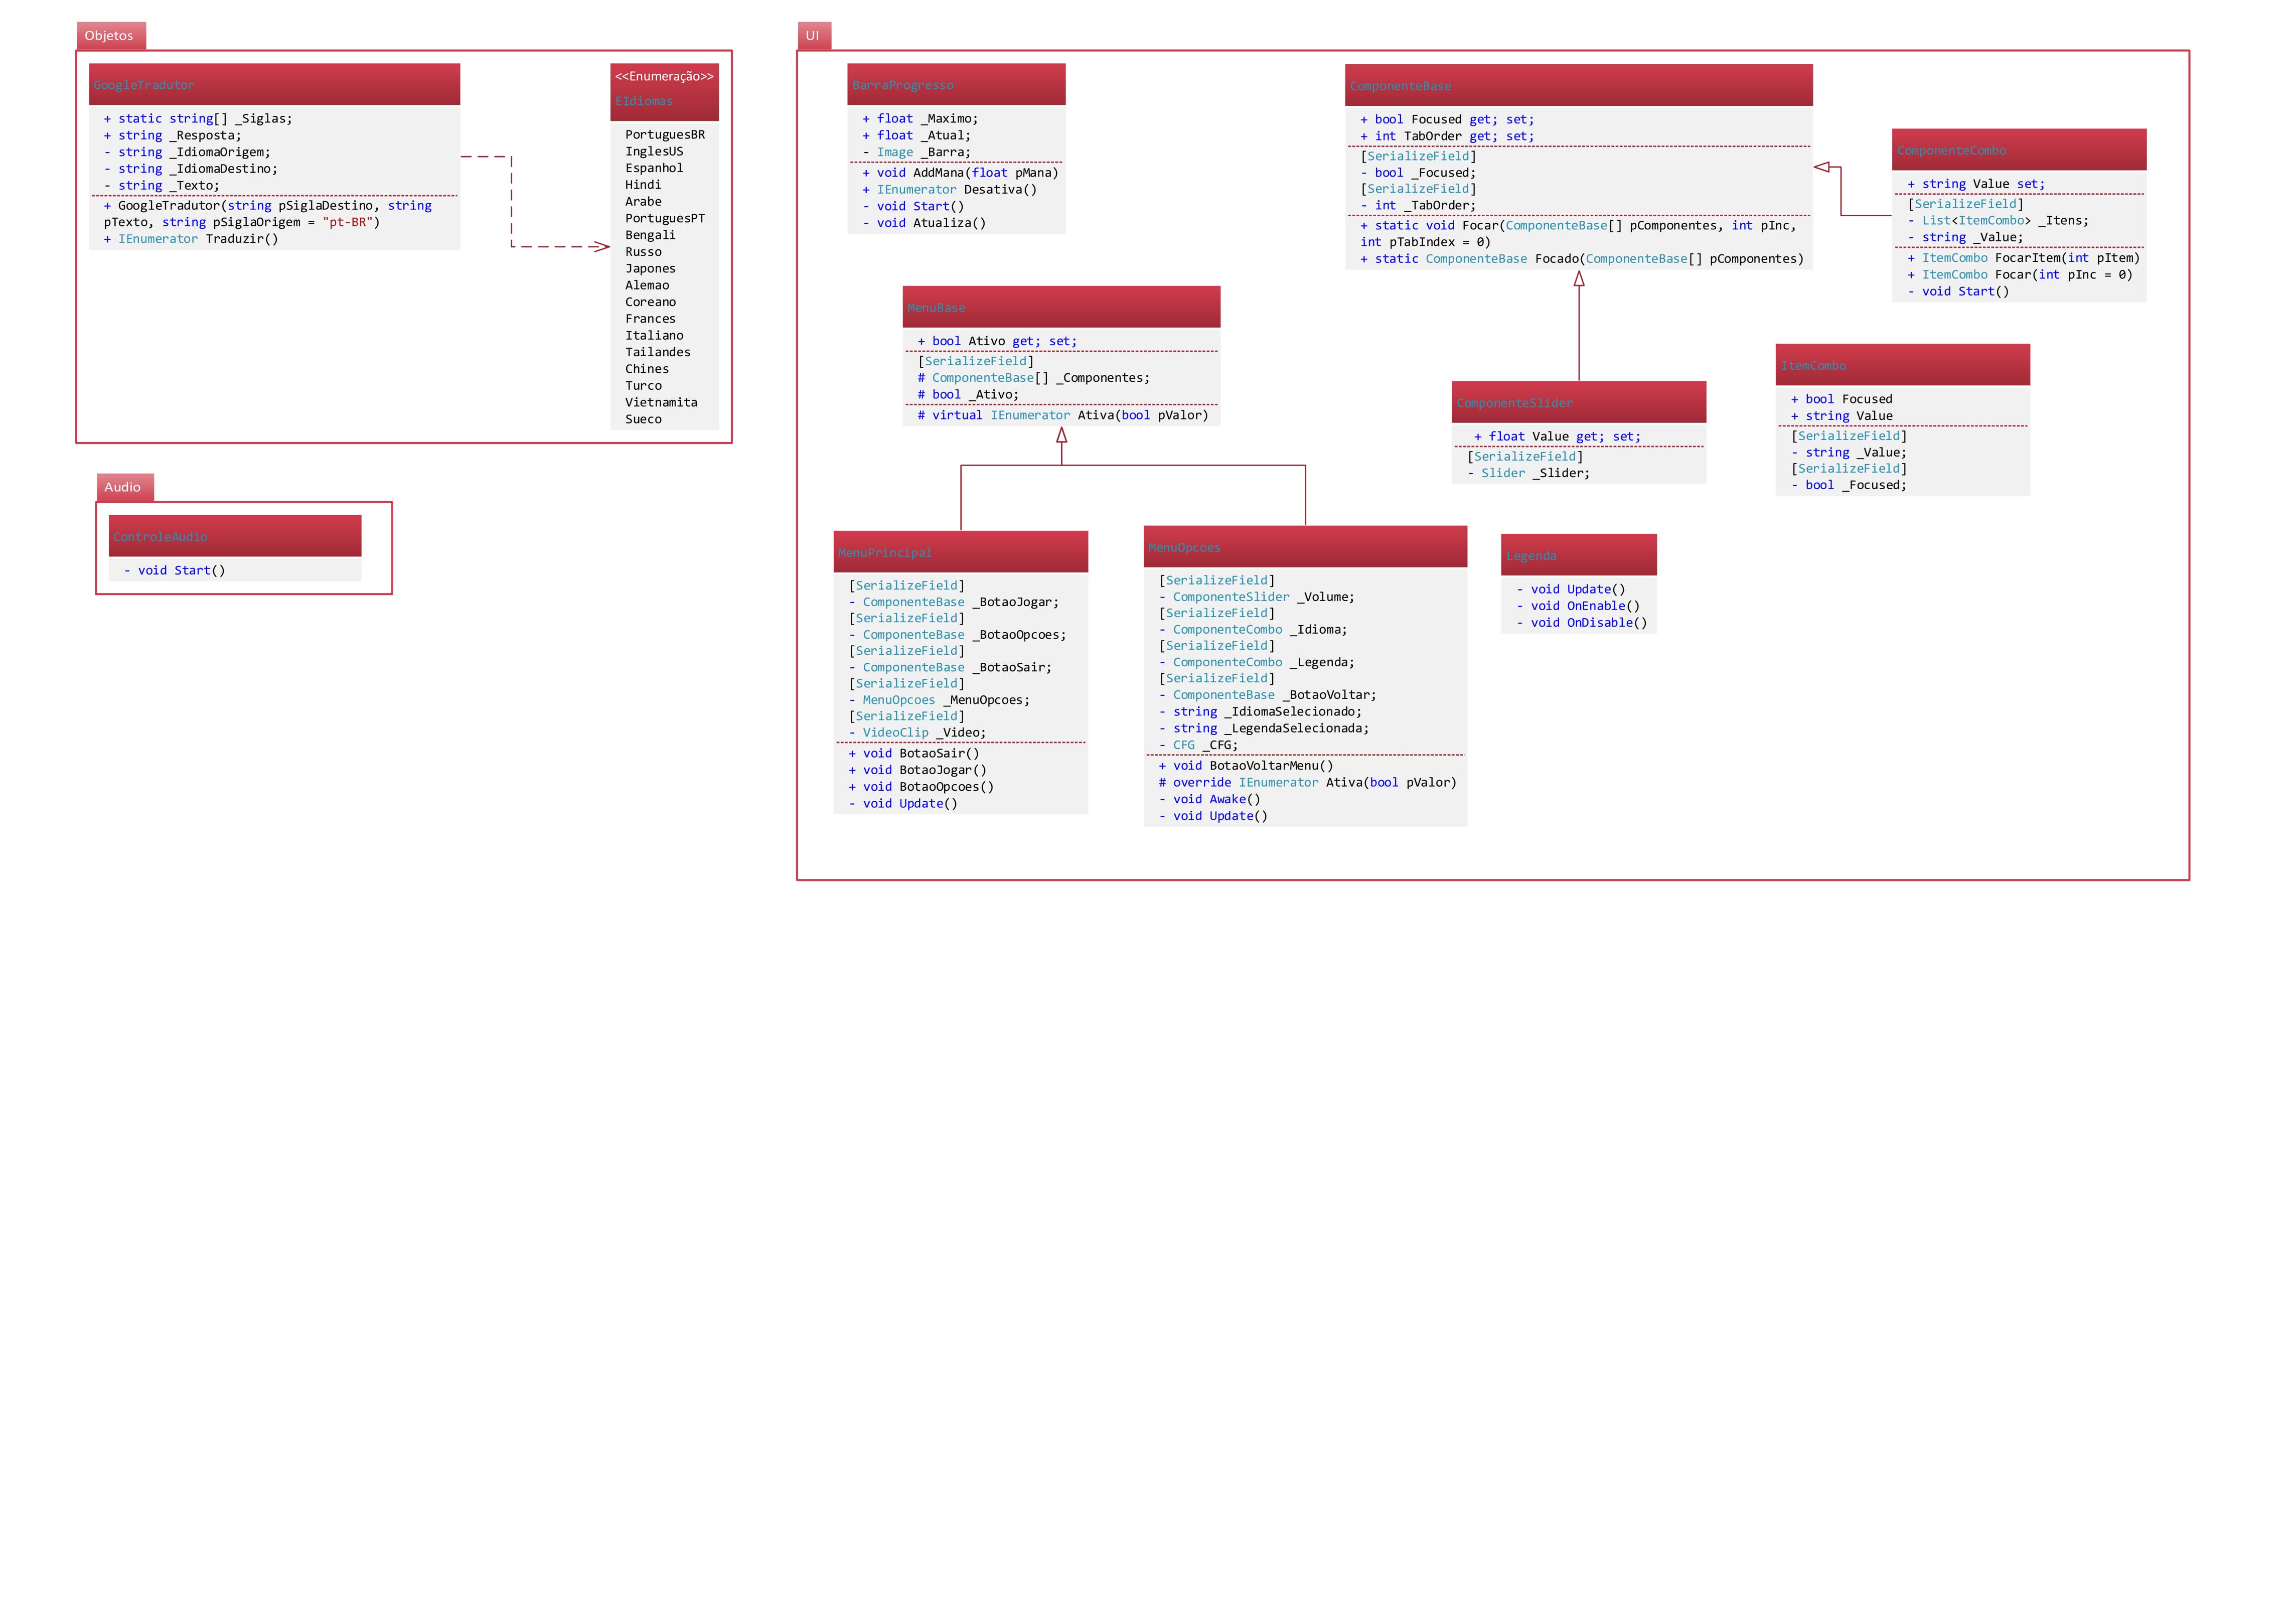 Objetos
GoogleTradutor
+ static string[] _Siglas;
+ string _Resposta;
- string _IdiomaOrigem;
- string _IdiomaDestino;
- string _Texto;
+ GoogleTradutor(string pSiglaDestino, string
pTexto, string pSiglaOrigem = "pt-BR")
+ IEnumerator Traduzir()
<<Enumeração>>
EIdiomas
PortuguesBR
InglesUS
Espanhol
Hindi
Arabe
PortuguesPT
Bengali
Russo
Japones
Alemao
Coreano
Frances
Italiano
Tailandes
Chines
Turco
Vietnamita
Sueco
Audio
ControleAudio
- void Start()
UI
BarraProgresso
+ float _Maximo;
+ float _Atual;
- Image _Barra;
+ void AddMana(float pMana)
+ IEnumerator Desativa()
- void Start()
- void Atualiza()
ComponenteBase
+ bool Focused get; set;
+ int TabOrder get; set;
[SerializeField]
- bool _Focused;
[SerializeField]
- int _TabOrder;
+ static void Focar(ComponenteBase[] pComponentes, int pInc,
int pTabIndex = 0)
+ static ComponenteBase Focado(ComponenteBase[] pComponentes)
ComponenteCombo
+ string Value set;
[SerializeField]
- List<ItemCombo> _Itens;
- string _Value;
+ ItemCombo FocarItem(int pItem)
+ ItemCombo Focar(int pInc = 0)
- void Start()
MenuBase
+ bool Ativo get; set;
[SerializeField]
# ComponenteBase[] _Componentes;
# bool _Ativo;
# virtual IEnumerator Ativa(bool pValor)
ComponenteSlider
+ float Value get; set;
[SerializeField]
- Slider _Slider;
ItemCombo
+ bool Focused
+ string Value
[SerializeField]
- string _Value;
[SerializeField]
- bool _Focused;
MenuPrincipal
[SerializeField]
- ComponenteBase _BotaoJogar;
[SerializeField]
- ComponenteBase _BotaoOpcoes;
[SerializeField]
- ComponenteBase _BotaoSair;
[SerializeField]
- MenuOpcoes _MenuOpcoes;
[SerializeField]
- VideoClip _Video;
+ void BotaoSair()
+ void BotaoJogar()
+ void BotaoOpcoes()
- void Update()
MenuOpcoes
[SerializeField]
- ComponenteSlider _Volume;
[SerializeField]
- ComponenteCombo _Idioma;
[SerializeField]
- ComponenteCombo _Legenda;
[SerializeField]
- ComponenteBase _BotaoVoltar;
- string _IdiomaSelecionado;
- string _LegendaSelecionada;
- CFG _CFG;
+ void BotaoVoltarMenu()
# override IEnumerator Ativa(bool pValor)
- void Awake()
- void Update()
Legenda
- void Update()
- void OnEnable()
- void OnDisable()